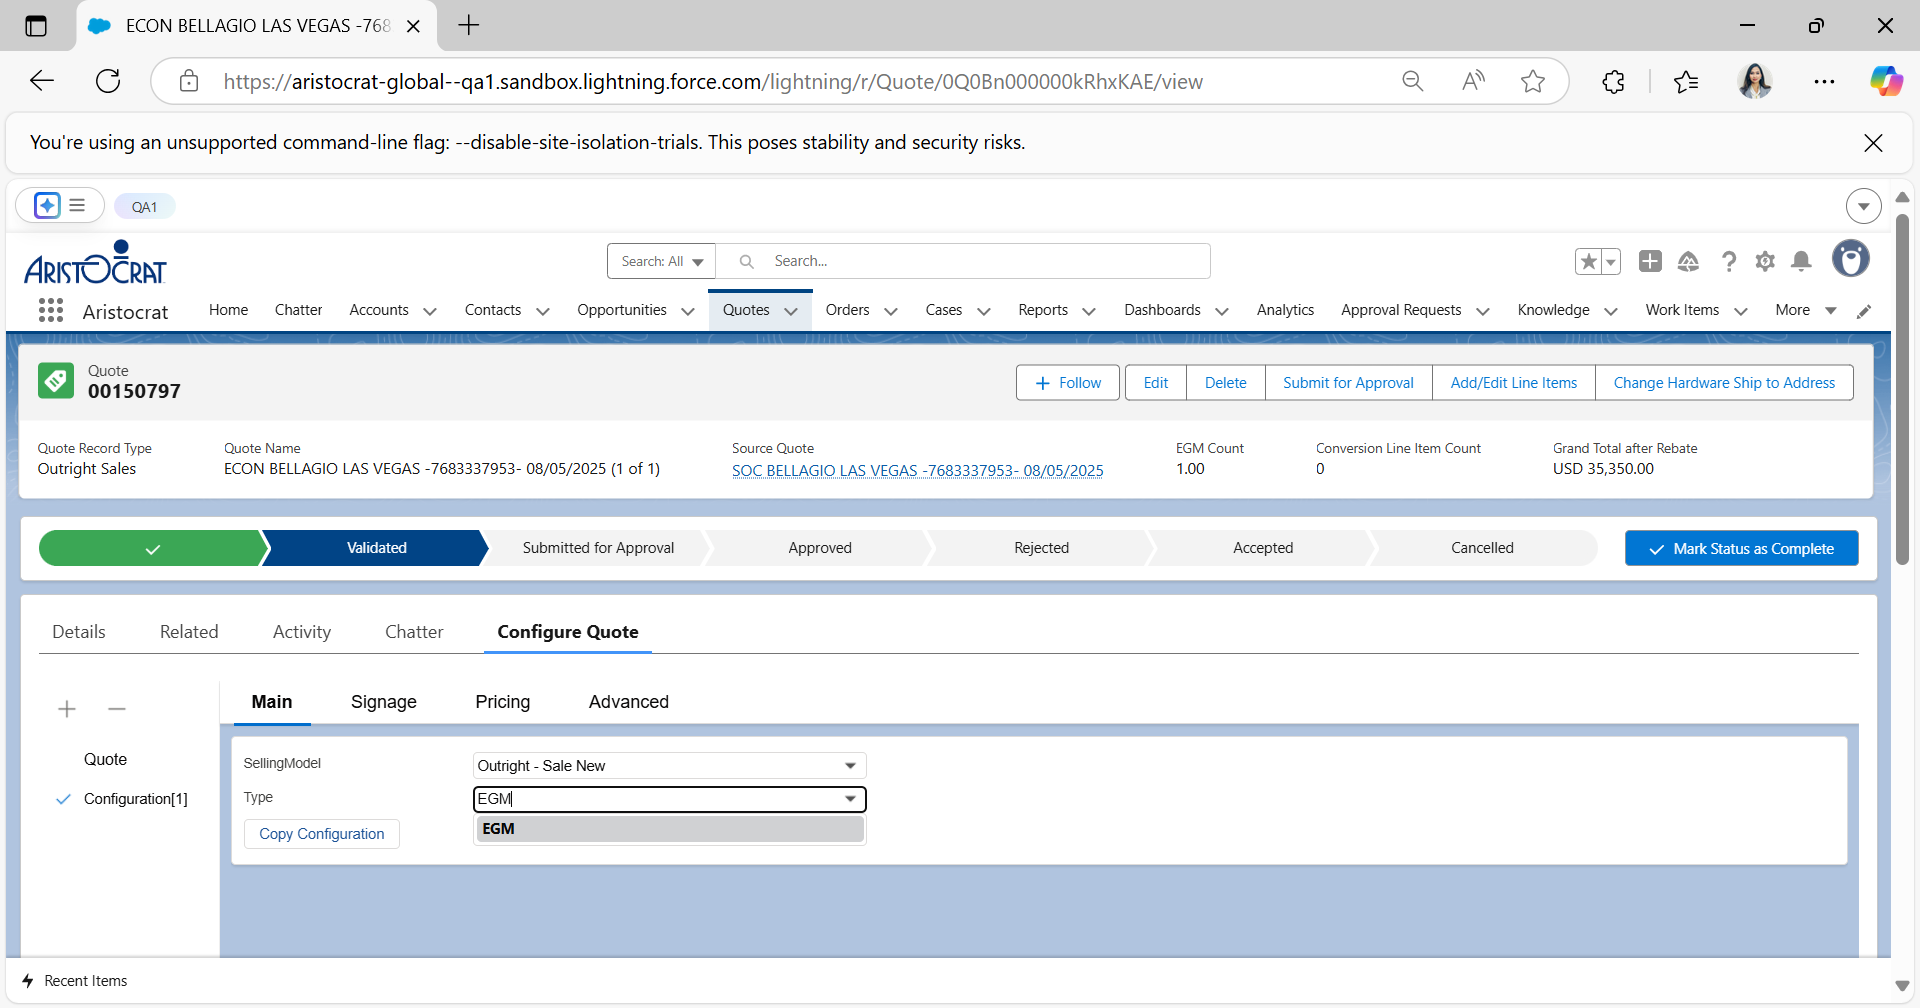 ECON BELLAGIO LAS VEGAS -768
https://aristocrat-global--qa1.sandbox.lightning.force.com/lightning/r/Quote/0Q0Bn000000kRhxKAE/view
You're using an unsupported command-line flag: --disable-site-isolation-trials. This poses stability and security risks.
QA1
ARISTOCRAT
Search: All
Search...
Aristocrat
Home
Chatter
Accounts
Contacts
Opportunities
Quotes
Orders
Cases
Reports
Dashboards
Analytics
Approval Requests
Knowledge
Work Items
More
Quote
00150797
Follow
Edit
Delete
Submit for Approval
Add/Edit Line Items
Change Hardware Ship to Address
Quote Record Type
Outright Sales
Quote Name
ECON BELLAGIO LAS VEGAS -7683337953- 08/05/2025 (1 of 1)
Source Quote
SOC BELLAGIO LAS VEGAS -7683337953- 08/05/2025
EGM Count
1.00
Conversion Line Item Count
0
Grand Total after Rebate
USD 35,350.00
Validated
Submitted for Approval
Approved
Rejected
Accepted
Cancelled
Mark Status as Complete
Details
Related
Activity
Chatter
Configure Quote
Quote
Configuration[1]
Main
Signage
Pricing
Advanced
SellingModel
Outright - Sale New
Type
EGM
EGM
Copy Configuration
Recent Items